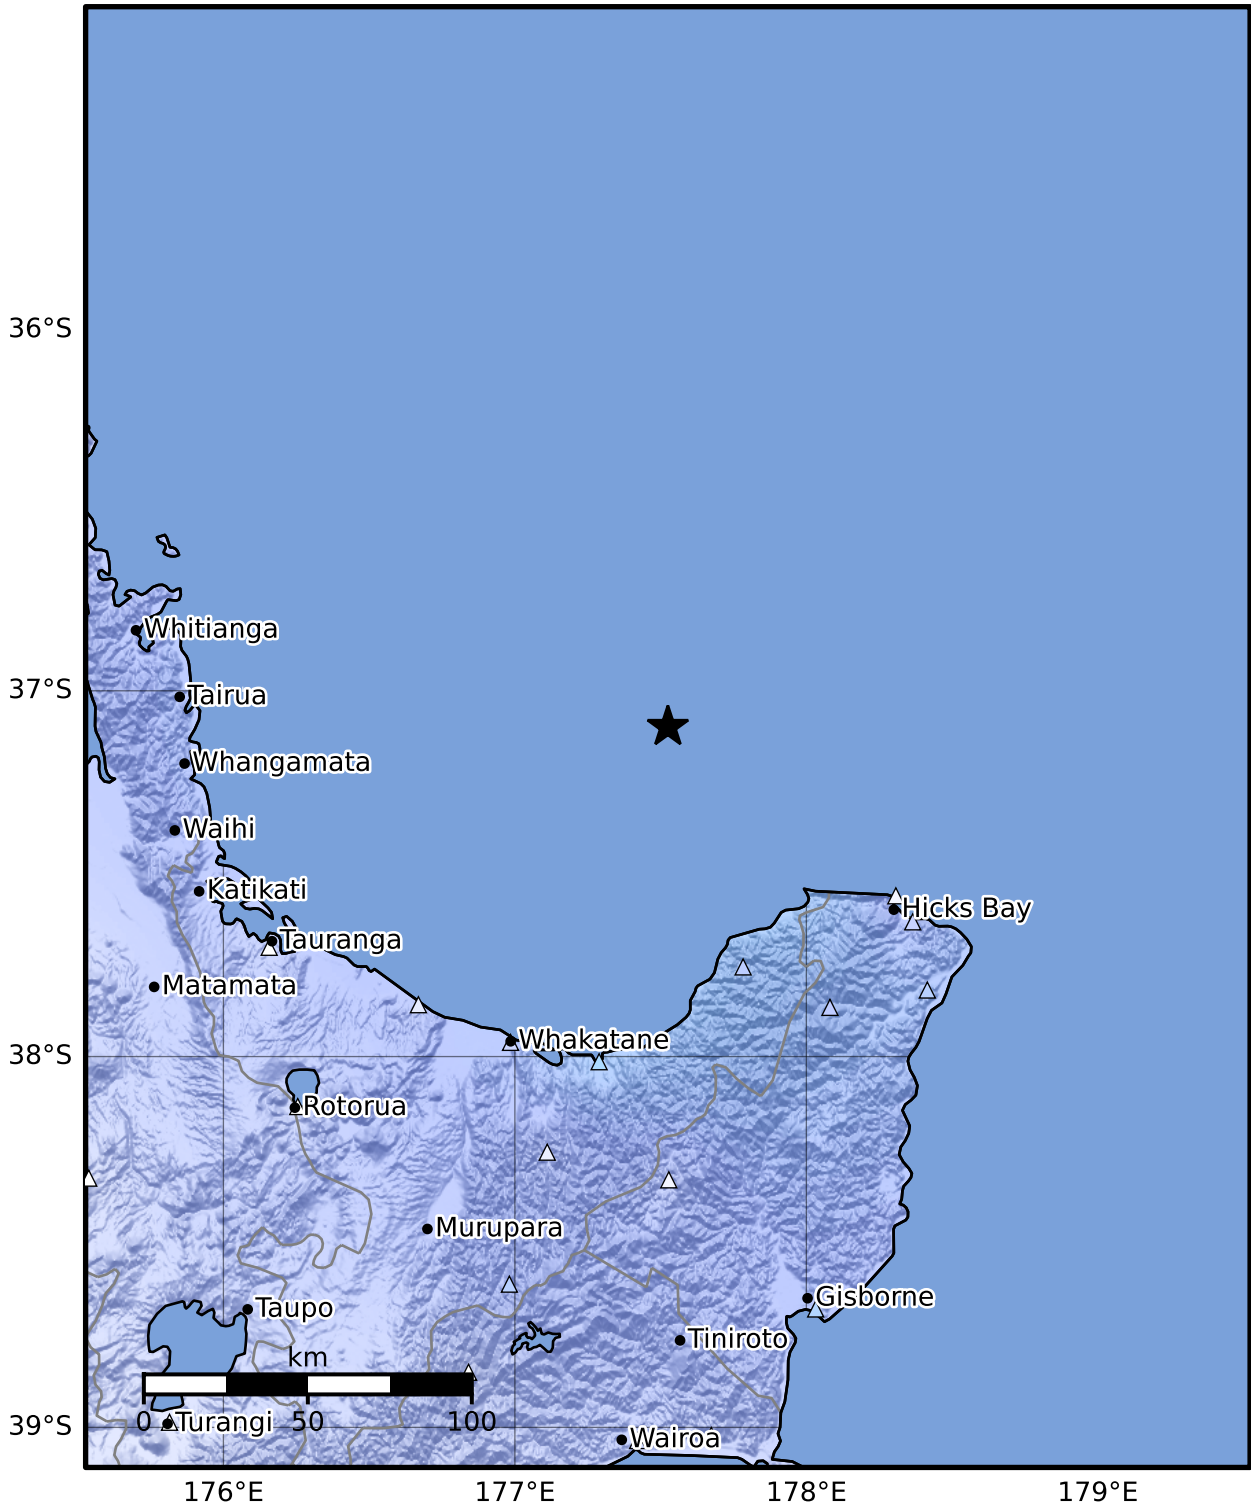 36°S
Whitianga
37°S
Tairua
Whangamata
Waihi
Katikati
Hicks Bay
Tauranga
Matamata
Whakatane
38°S
Rotorua
Murupara
Gisborne
Taupo
Tiniroto
km
0 50 100
Turangi
39°S
Wairoa
176°E 177°E 178°E 179°E